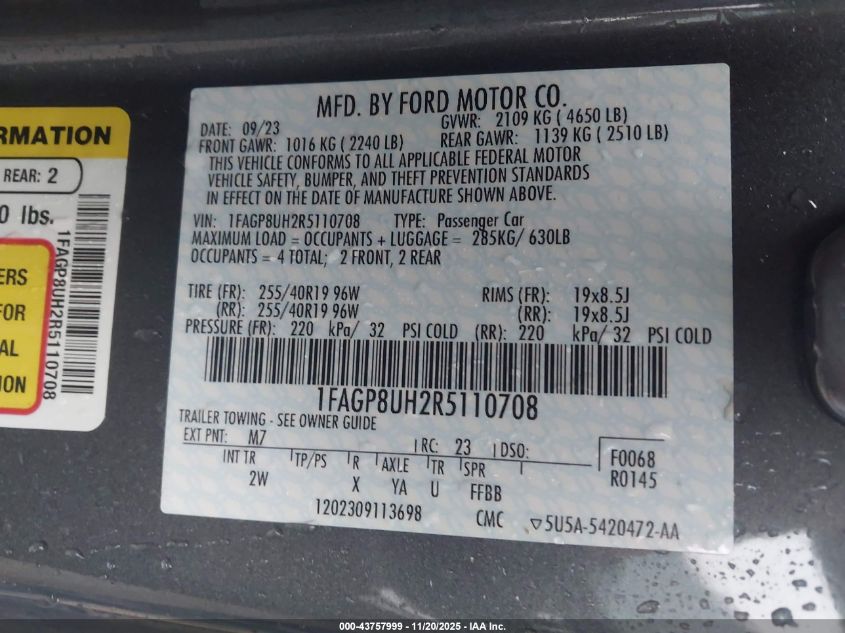 RMATION
REAR: 2
0 lbs.
ERS
FOR
AL
ION
1FAGP8UH2R5110708
MFD. BY FORD MOTOR CO.
DATE: 09/23 GVWR: 2109 KG ( 4650 LB)
FRONT GAWR: 1016 KG ( 2240 LB) REAR GAWR: 1139 KG ( 2510 LB)
THIS VEHICLE CONFORMS TO ALL APPLICABLE FEDERAL MOTOR
VEHICLE SAFETY, BUMPER, AND THEFT PREVENTION STANDARDS
IN EFFECT ON THE DATE OF MANUFACTURE SHOWN ABOVE.
VIN: 1FAGP8UH2R5110708 TYPE: Passenger Car
MAXIMUM LOAD = OCCUPANTS + LUGGAGE = 285KG/ 630LB
OCCUPANTS = 4 TOTAL; 2 FRONT, 2 REAR
TIRE (FR): 255/40R19 96W RIMS (FR): 19x8.5J
(RR): 255/40R19 96W (RR): 19x8.5J
PRESSURE (FR): 220 kPa/ 32 PSI COLD (RR): 220 kPa/ 32 PSI COLD
1FAGP8UH2R5110708
TRAILER TOWING - SEE OWNER GUIDE
EXT PNT: M7 RC: 23 DSO:
INT TR TP/PS R AXLE TR SPR
2W X YA U FFBB
F0068
R0145
1202309113698 CMC ▽5U5A-5420472-AA
000-43757999 - 11/20/2025 - IAA Inc.